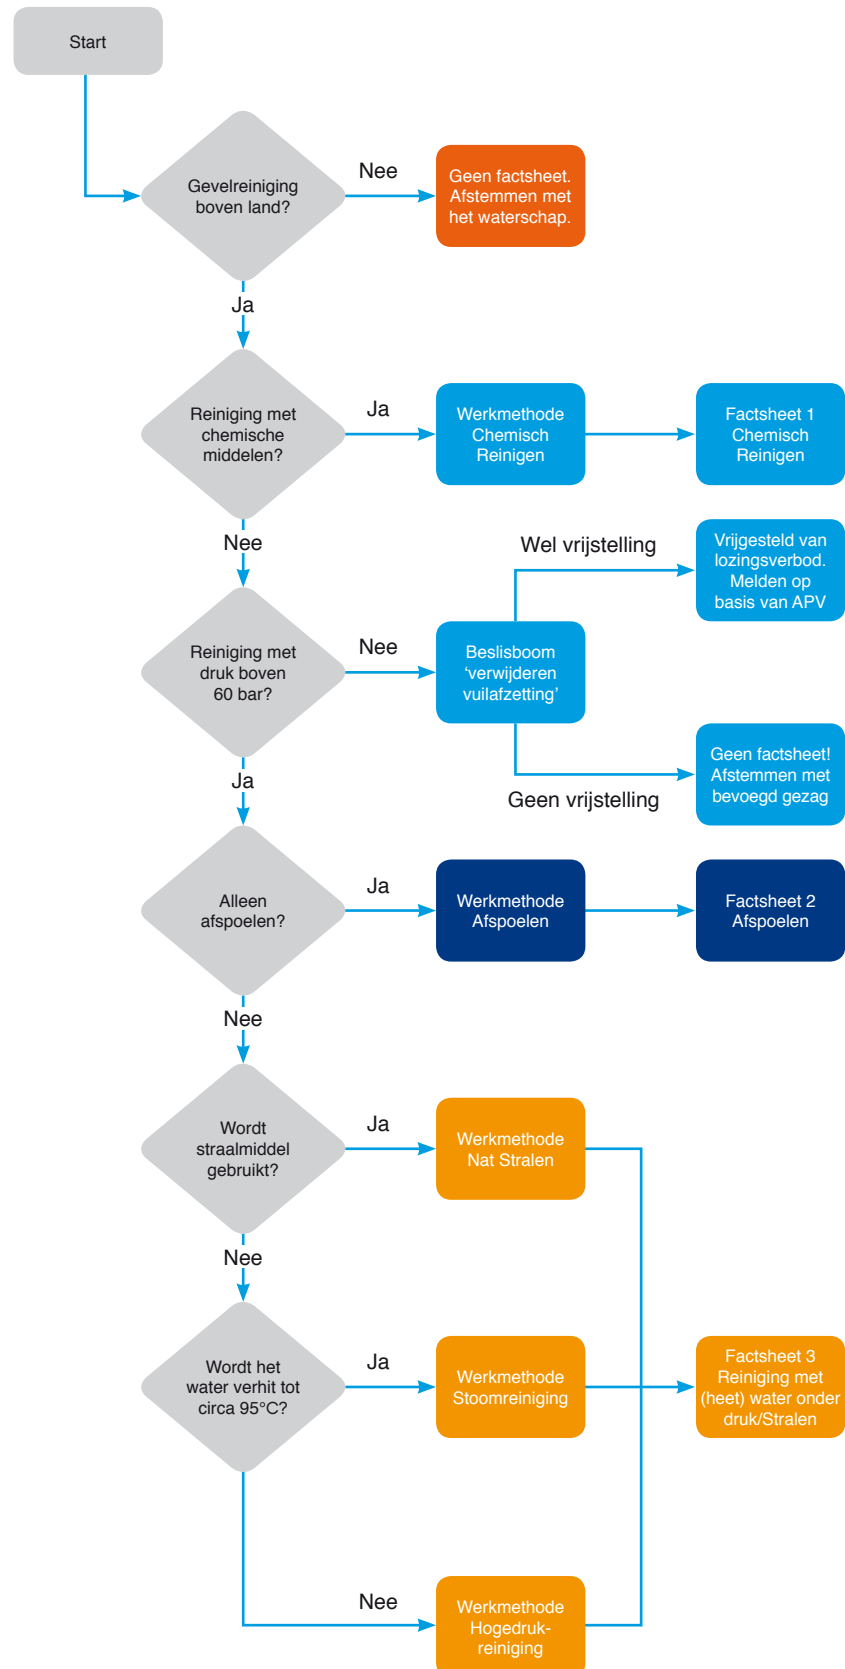 Start
Gevelreiniging
boven land?
Nee
Geen factsheet.
Afstemmen met
het waterschap.
Ja
Reiniging met
chemische
middelen?
Ja
Werkmethode
Chemisch
Reinigen
Factsheet 1
Chemisch
Reinigen
Nee
Reiniging met
druk boven
60 bar?
Nee
Beslisboom
‘verwijderen
vuilafzetting’
Wel vrijstelling
Vrijgesteld van
lozingsverbod.
Melden op
basis van APV
Geen vrijstelling
Geen factsheet!
Afstemmen met
bevoegd gezag
Ja
Alleen
afspoelen?
Ja
Werkmethode
Afspoelen
Factsheet 2
Afspoelen
Nee
Wordt
straalmiddel
gebruikt?
Ja
Werkmethode
Nat Stralen
Nee
Wordt het
water verhit tot
circa 95°C?
Ja
Werkmethode
Stoomreiniging
Factsheet 3
Reiniging met
(heet) water onder
druk/Stralen
Nee
Werkmethode
Hogedruk-
reiniging